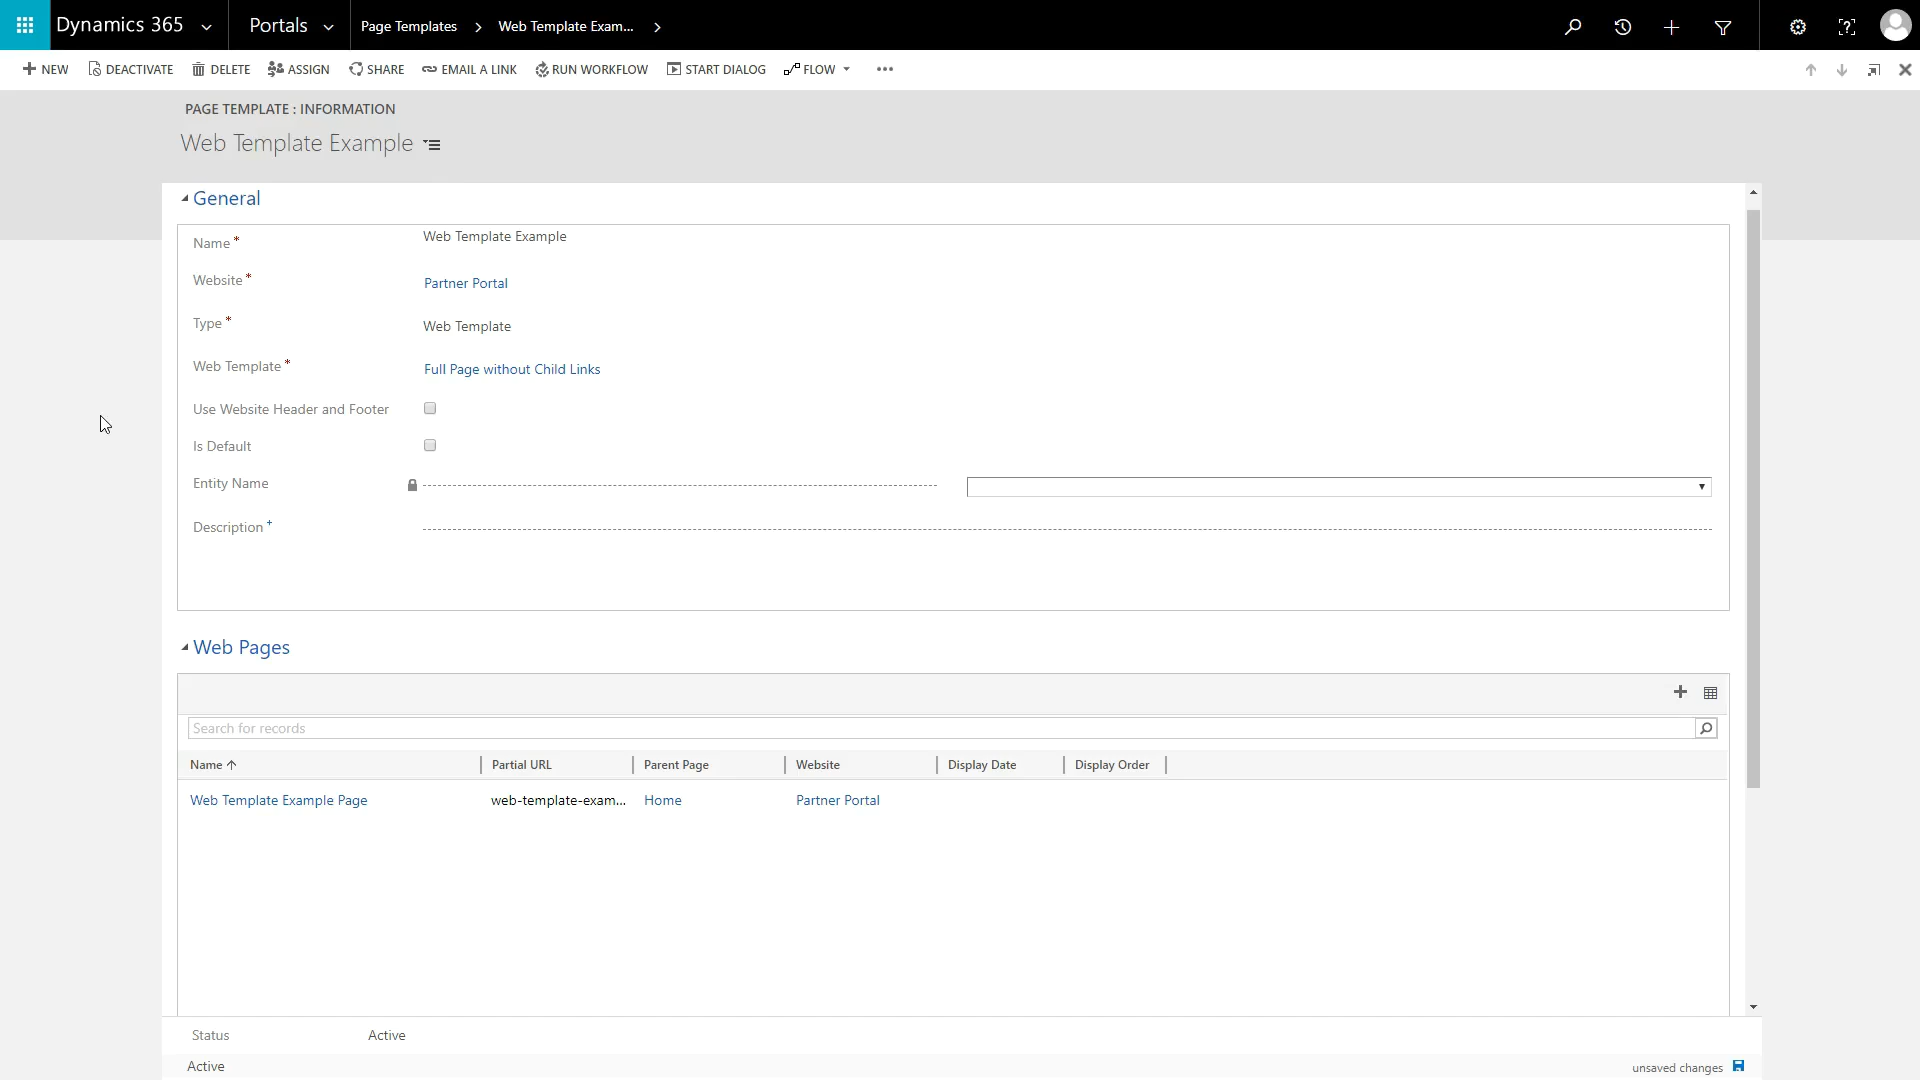 Dynamics 365 Portals Page Templates Web Template Exam...
NEW DEACTIVATE DELETE ASSIGN SHARE EMAIL A LINK RUN WORKFLOW START DIALOG FLOW
PAGE TEMPLATE : INFORMATION
Web Template Example
General
Name * Web Template Example
Website * Partner Portal
Type * Web Template
Web Template * Full Page without Child Links
Use Website Header and Footer
Is Default
Entity Name
Description +
Web Pages
Search for records
Name Partial URL Parent Page Website Display Date Display Order
Web Template Example Page web-template-exam... Home Partner Portal
Status Active
Active unsaved changes